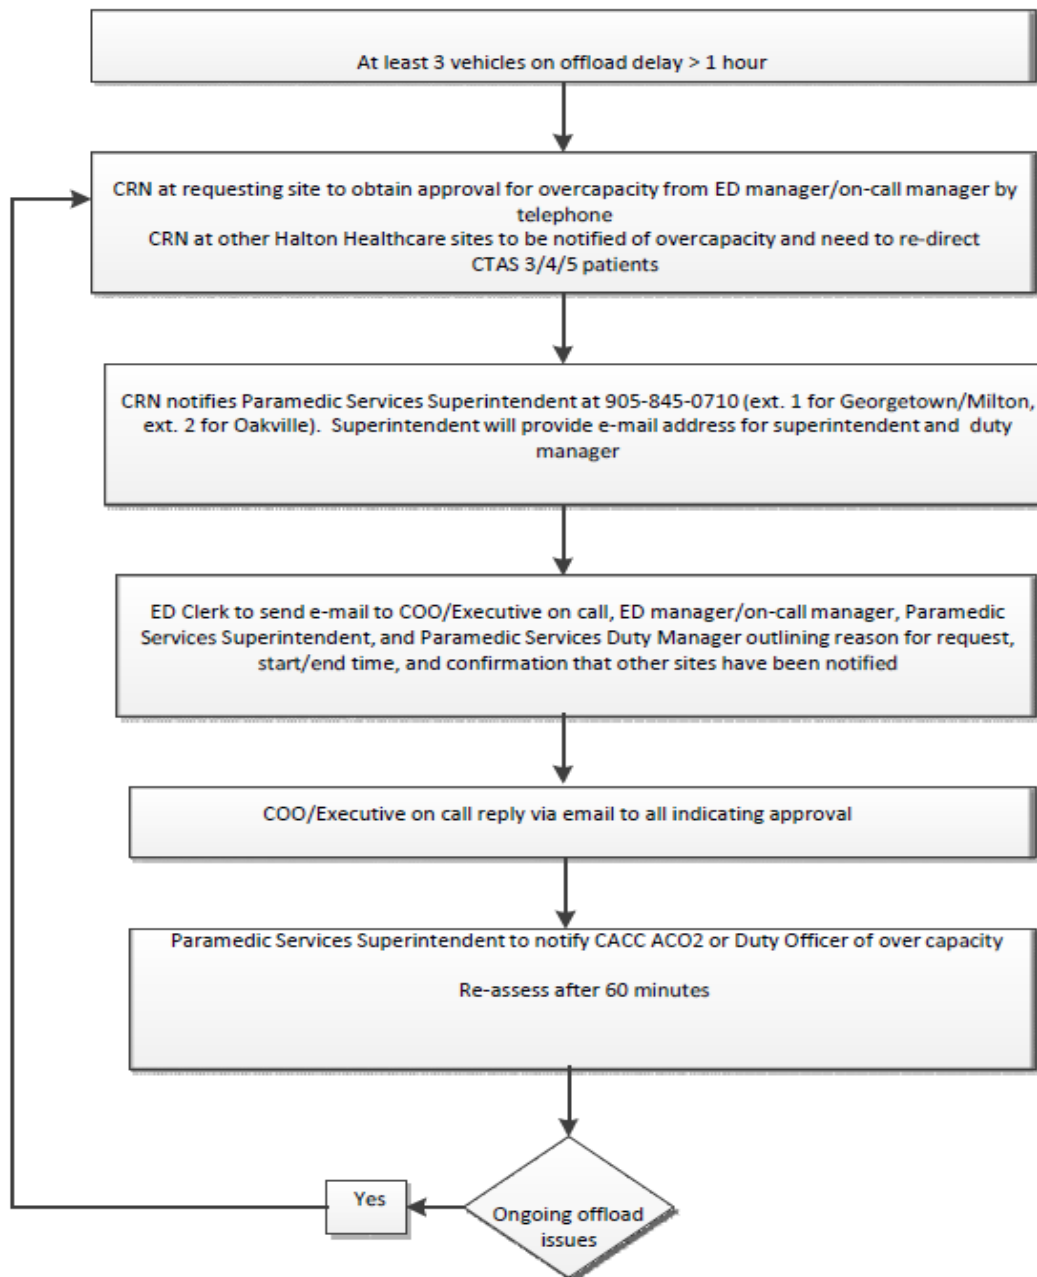 At least 3 vehicles on offload delay > 1 hour
CRN at requesting site to obtain approval for overcapacity from ED manager/on-call manager by
telephone
CRN at other Halton Healthcare sites to be notified of overcapacity and need to re-direct
CTAS 3/4/5 patients
CRN notifies Paramedic Services Superintendent at 905-845-0710 (ext. 1 for Georgetown/Milton,
ext. 2 for Oakville). Superintendent will provide e-mail address for superintendent and duty
manager
ED Clerk to send e-mail to COO/Executive on call, ED manager/on-call manager, Paramedic
Services Superintendent, and Paramedic Services Duty Manager outlining reason for request,
start/end time, and confirmation that other sites have been notified
COO/Executive on call reply via email to all indicating approval
Paramedic Services Superintendent to notify CACC ACO2 or Duty Officer of over capacity
Re-assess after 60 minutes
Yes
Ongoing offload
issues